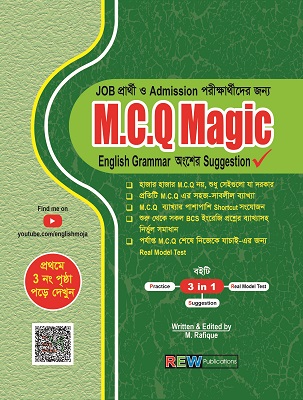 JOB প্রার্থী ও Admission পরীক্ষার্থীদের জন্য
M.C.Q Magic
English Grammar অংশের Suggestion
হাজার হাজার M.C.Q নয়, শুধু সেইগুলো যা দরকার
প্রতিটি M.C.Q এর সহজ-সাবলীল ব্যাখ্যা
M.C.Q ব্যাখ্যার পাশাপাশি Shortcut সংযোজন
শুরু থেকে সকল BCS ইংরেজি প্রশ্নের ব্যাখ্যাসহ
নির্ভুল সমাধান
পর্যাপ্ত M.C.Q শেষে নিজেকে যাচাই-এর জন্য
Real Model Test
Find me on
youtube.com/englishmoja
প্রথমে
3 নং পৃষ্ঠা
পড়ে দেখুন
বইটি
Practice 3 in 1 Real Model Test
Suggestion
Written & Edited by
M. Rafique
REW Publications